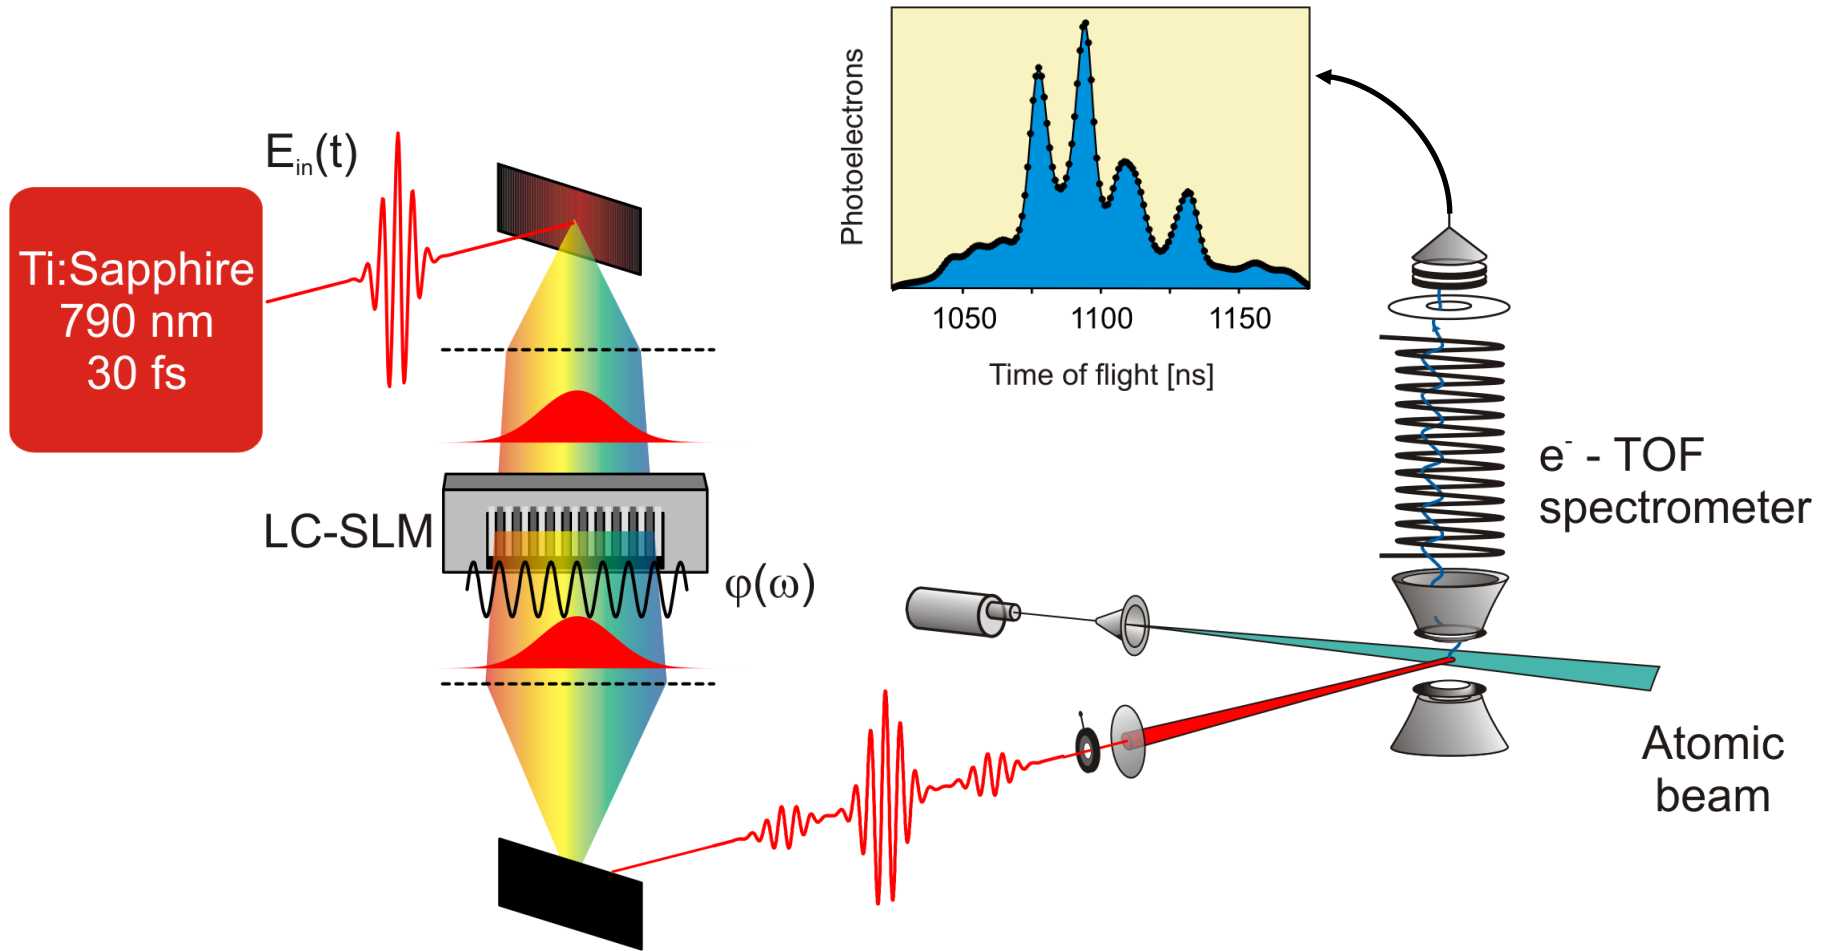 E_in(t)
Ti:Sapphire
790 nm
30 fs
LC-SLM
φ(ω)
Photoelectrons
1050 1100 1150
Time of flight [ns]
e⁻ - TOF
spectrometer
Atomic
beam